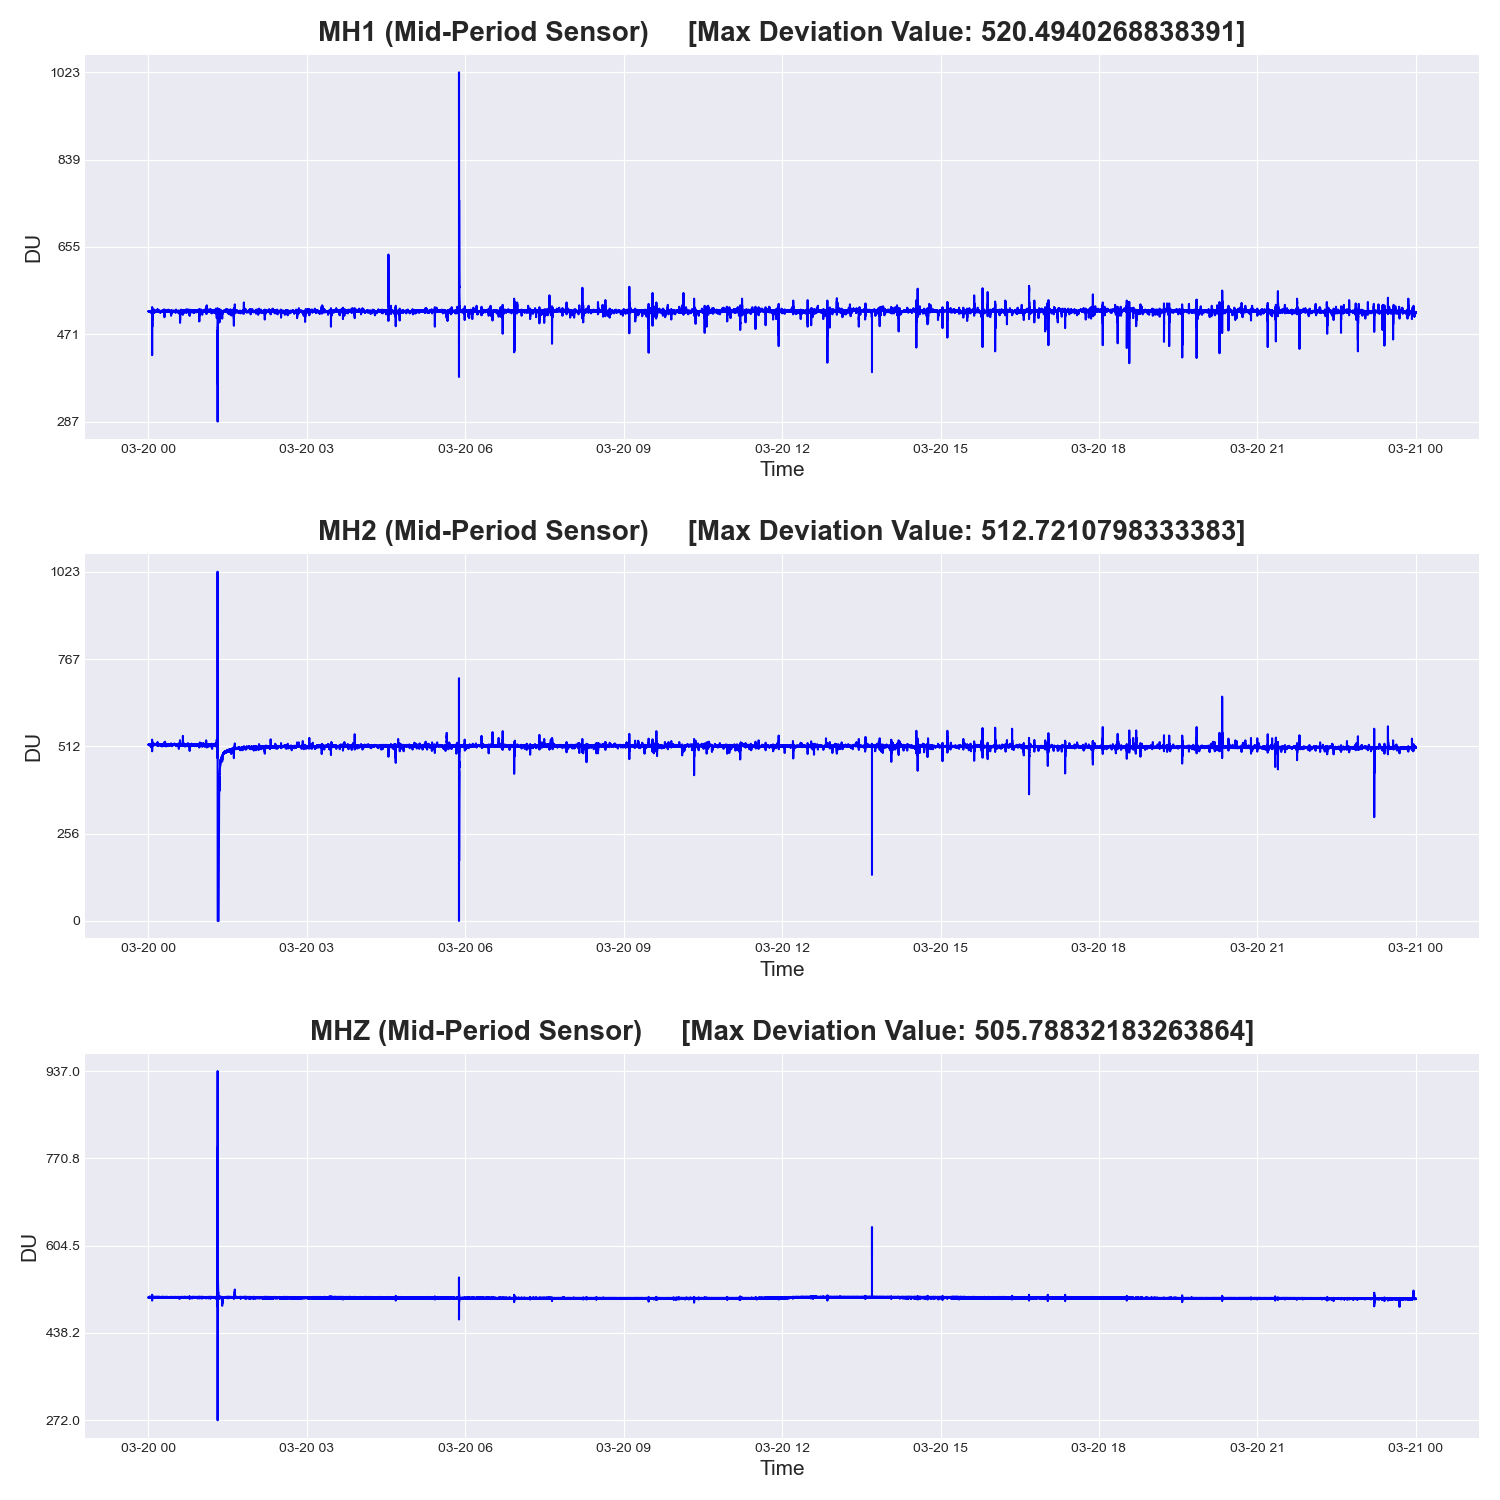 MH1 (Mid-Period Sensor) [Max Deviation Value: 520.4940268838391]
1023
839
655
471
287
DU
03-20 00 03-20 03 03-20 06 03-20 09 03-20 12 03-20 15 03-20 18 03-20 21 03-21 00
Time
MH2 (Mid-Period Sensor) [Max Deviation Value: 512.7210798333383]
1023
767
512
256
0
DU
03-20 00 03-20 03 03-20 06 03-20 09 03-20 12 03-20 15 03-20 18 03-20 21 03-21 00
Time
MHZ (Mid-Period Sensor) [Max Deviation Value: 505.78832183263864]
937.0
770.8
604.5
438.2
272.0
DU
03-20 00 03-20 03 03-20 06 03-20 09 03-20 12 03-20 15 03-20 18 03-20 21 03-21 00
Time